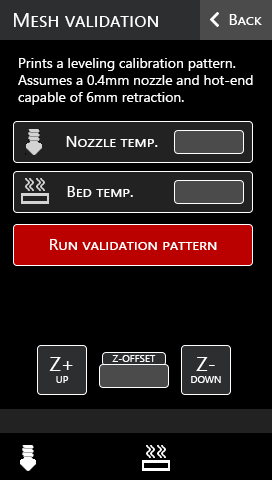 Mesh validation
Back
Prints a leveling calibration pattern.
Assumes a 0.4mm nozzle and hot-end
capable of 6mm retraction.
Nozzle temp.
Bed temp.
Run validation pattern
Z-offset
Z+
up
Z-
down